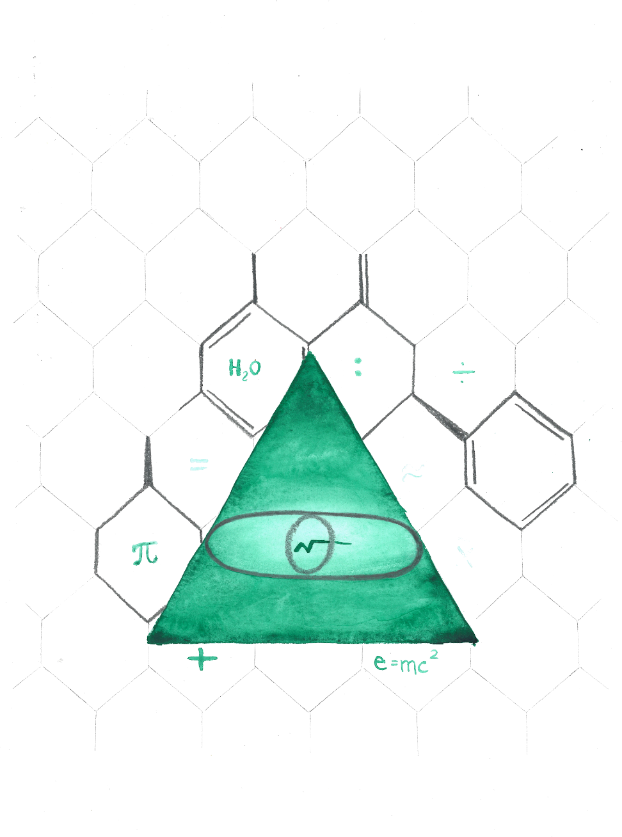 H₂O : ÷
= ~
π √ ×
+ e=mc²